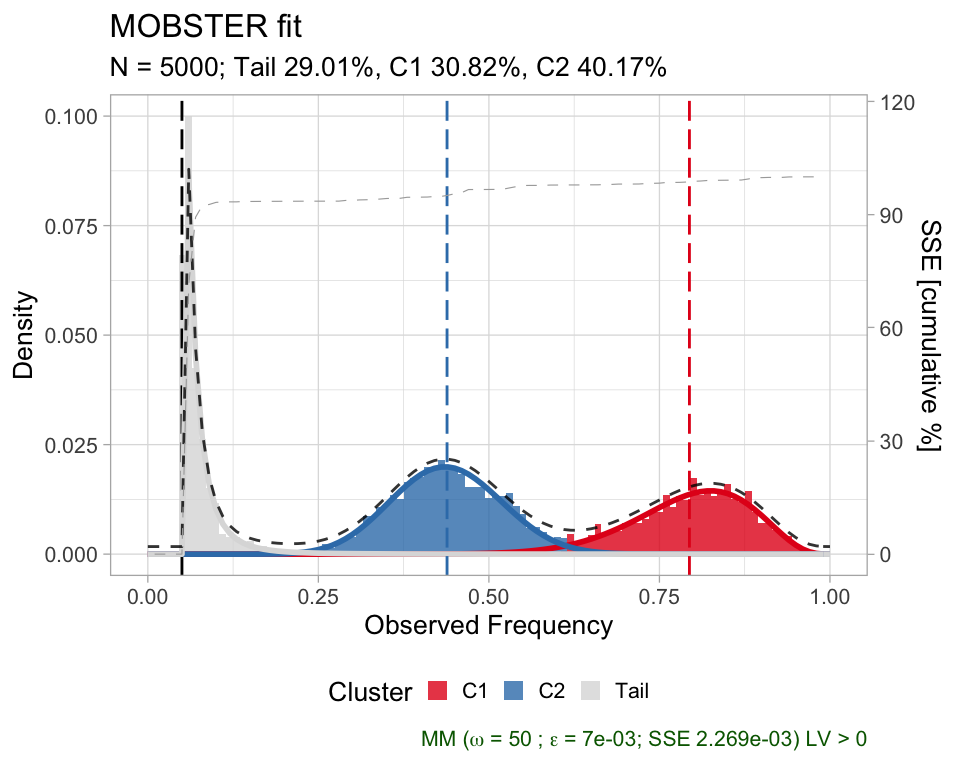 MOBSTER fit
N = 5000; Tail 29.01%, C1 30.82%, C2 40.17%
0.100
0.075
0.050
0.025
0.000
Density
120
90
60
30
0
SSE [cumulative %]
0.00 0.25 0.50 0.75 1.00
Observed Frequency
Cluster C1 C2 Tail
MM (ω = 50 ; ε = 7e-03; SSE 2.269e-03) LV > 0